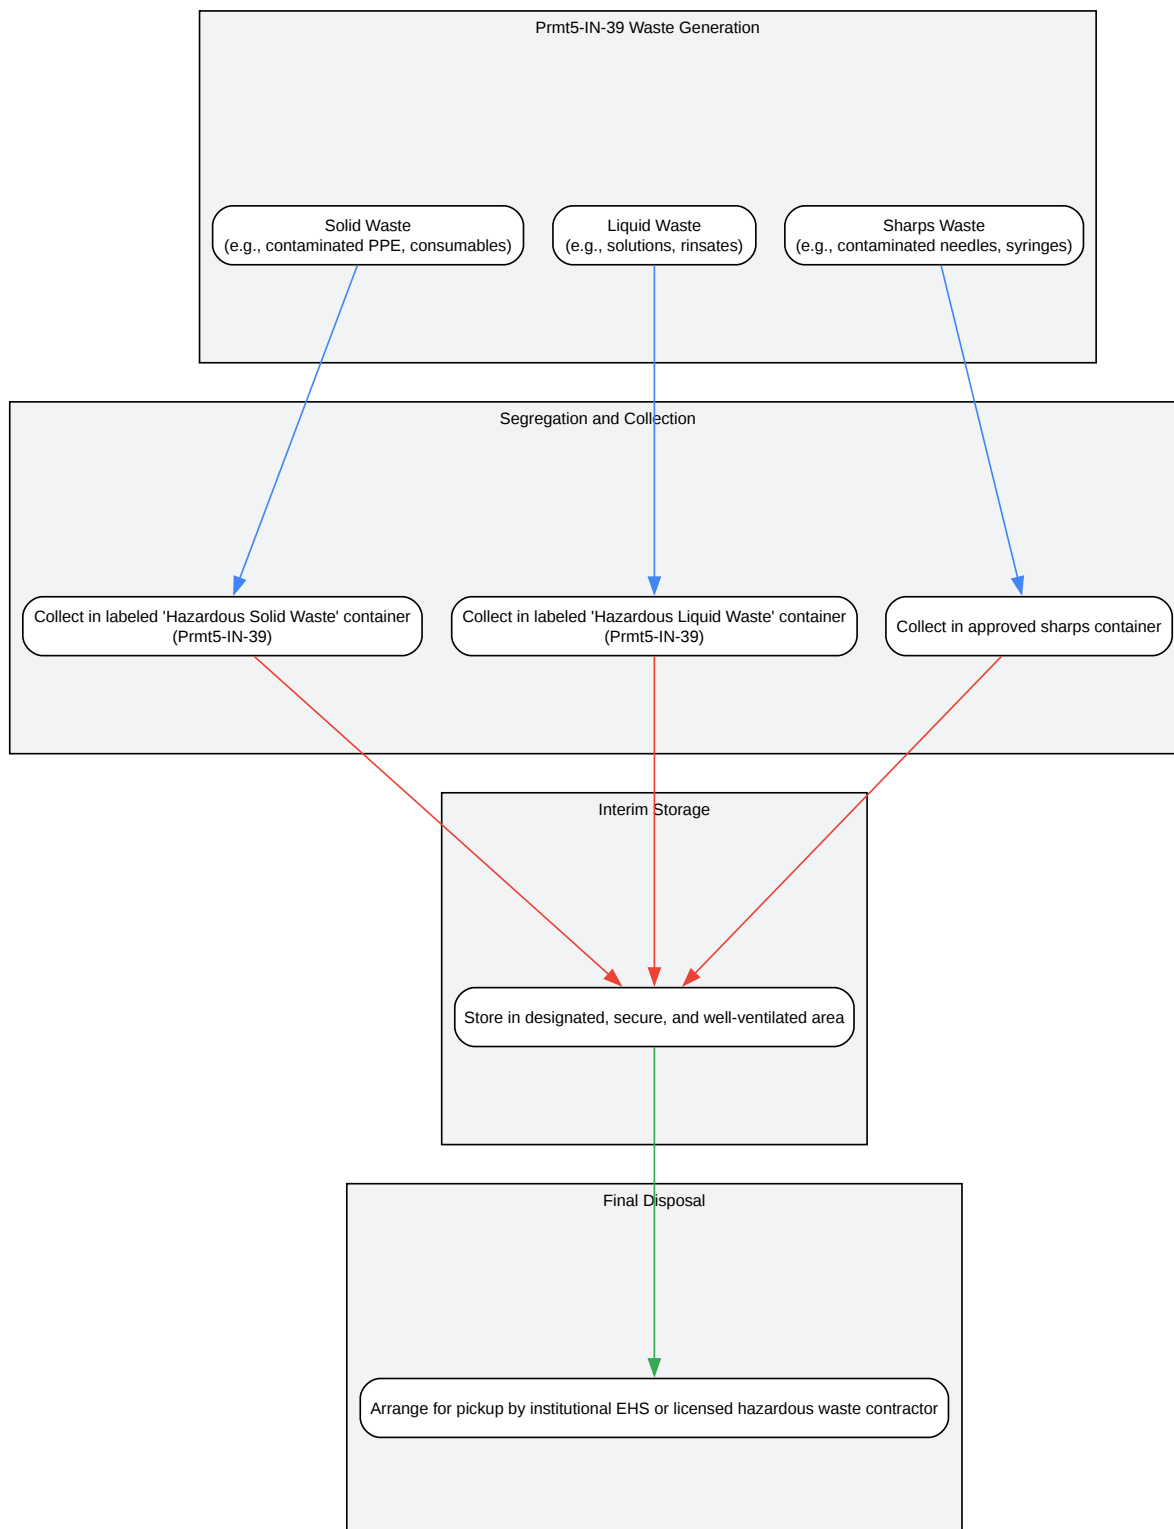 Prmt5-IN-39 Waste Generation
Solid Waste
(e.g., contaminated PPE, consumables)
Liquid Waste
(e.g., solutions, rinsates)
Sharps Waste
(e.g., contaminated needles, syringes)
Segregation and Collection
Collect in labeled 'Hazardous Solid Waste' container
(Prmt5-IN-39)
Collect in labeled 'Hazardous Liquid Waste' container
(Prmt5-IN-39)
Collect in approved sharps container
Interim Storage
Store in designated, secure, and well-ventilated area
Final Disposal
Arrange for pickup by institutional EHS or licensed hazardous waste contractor